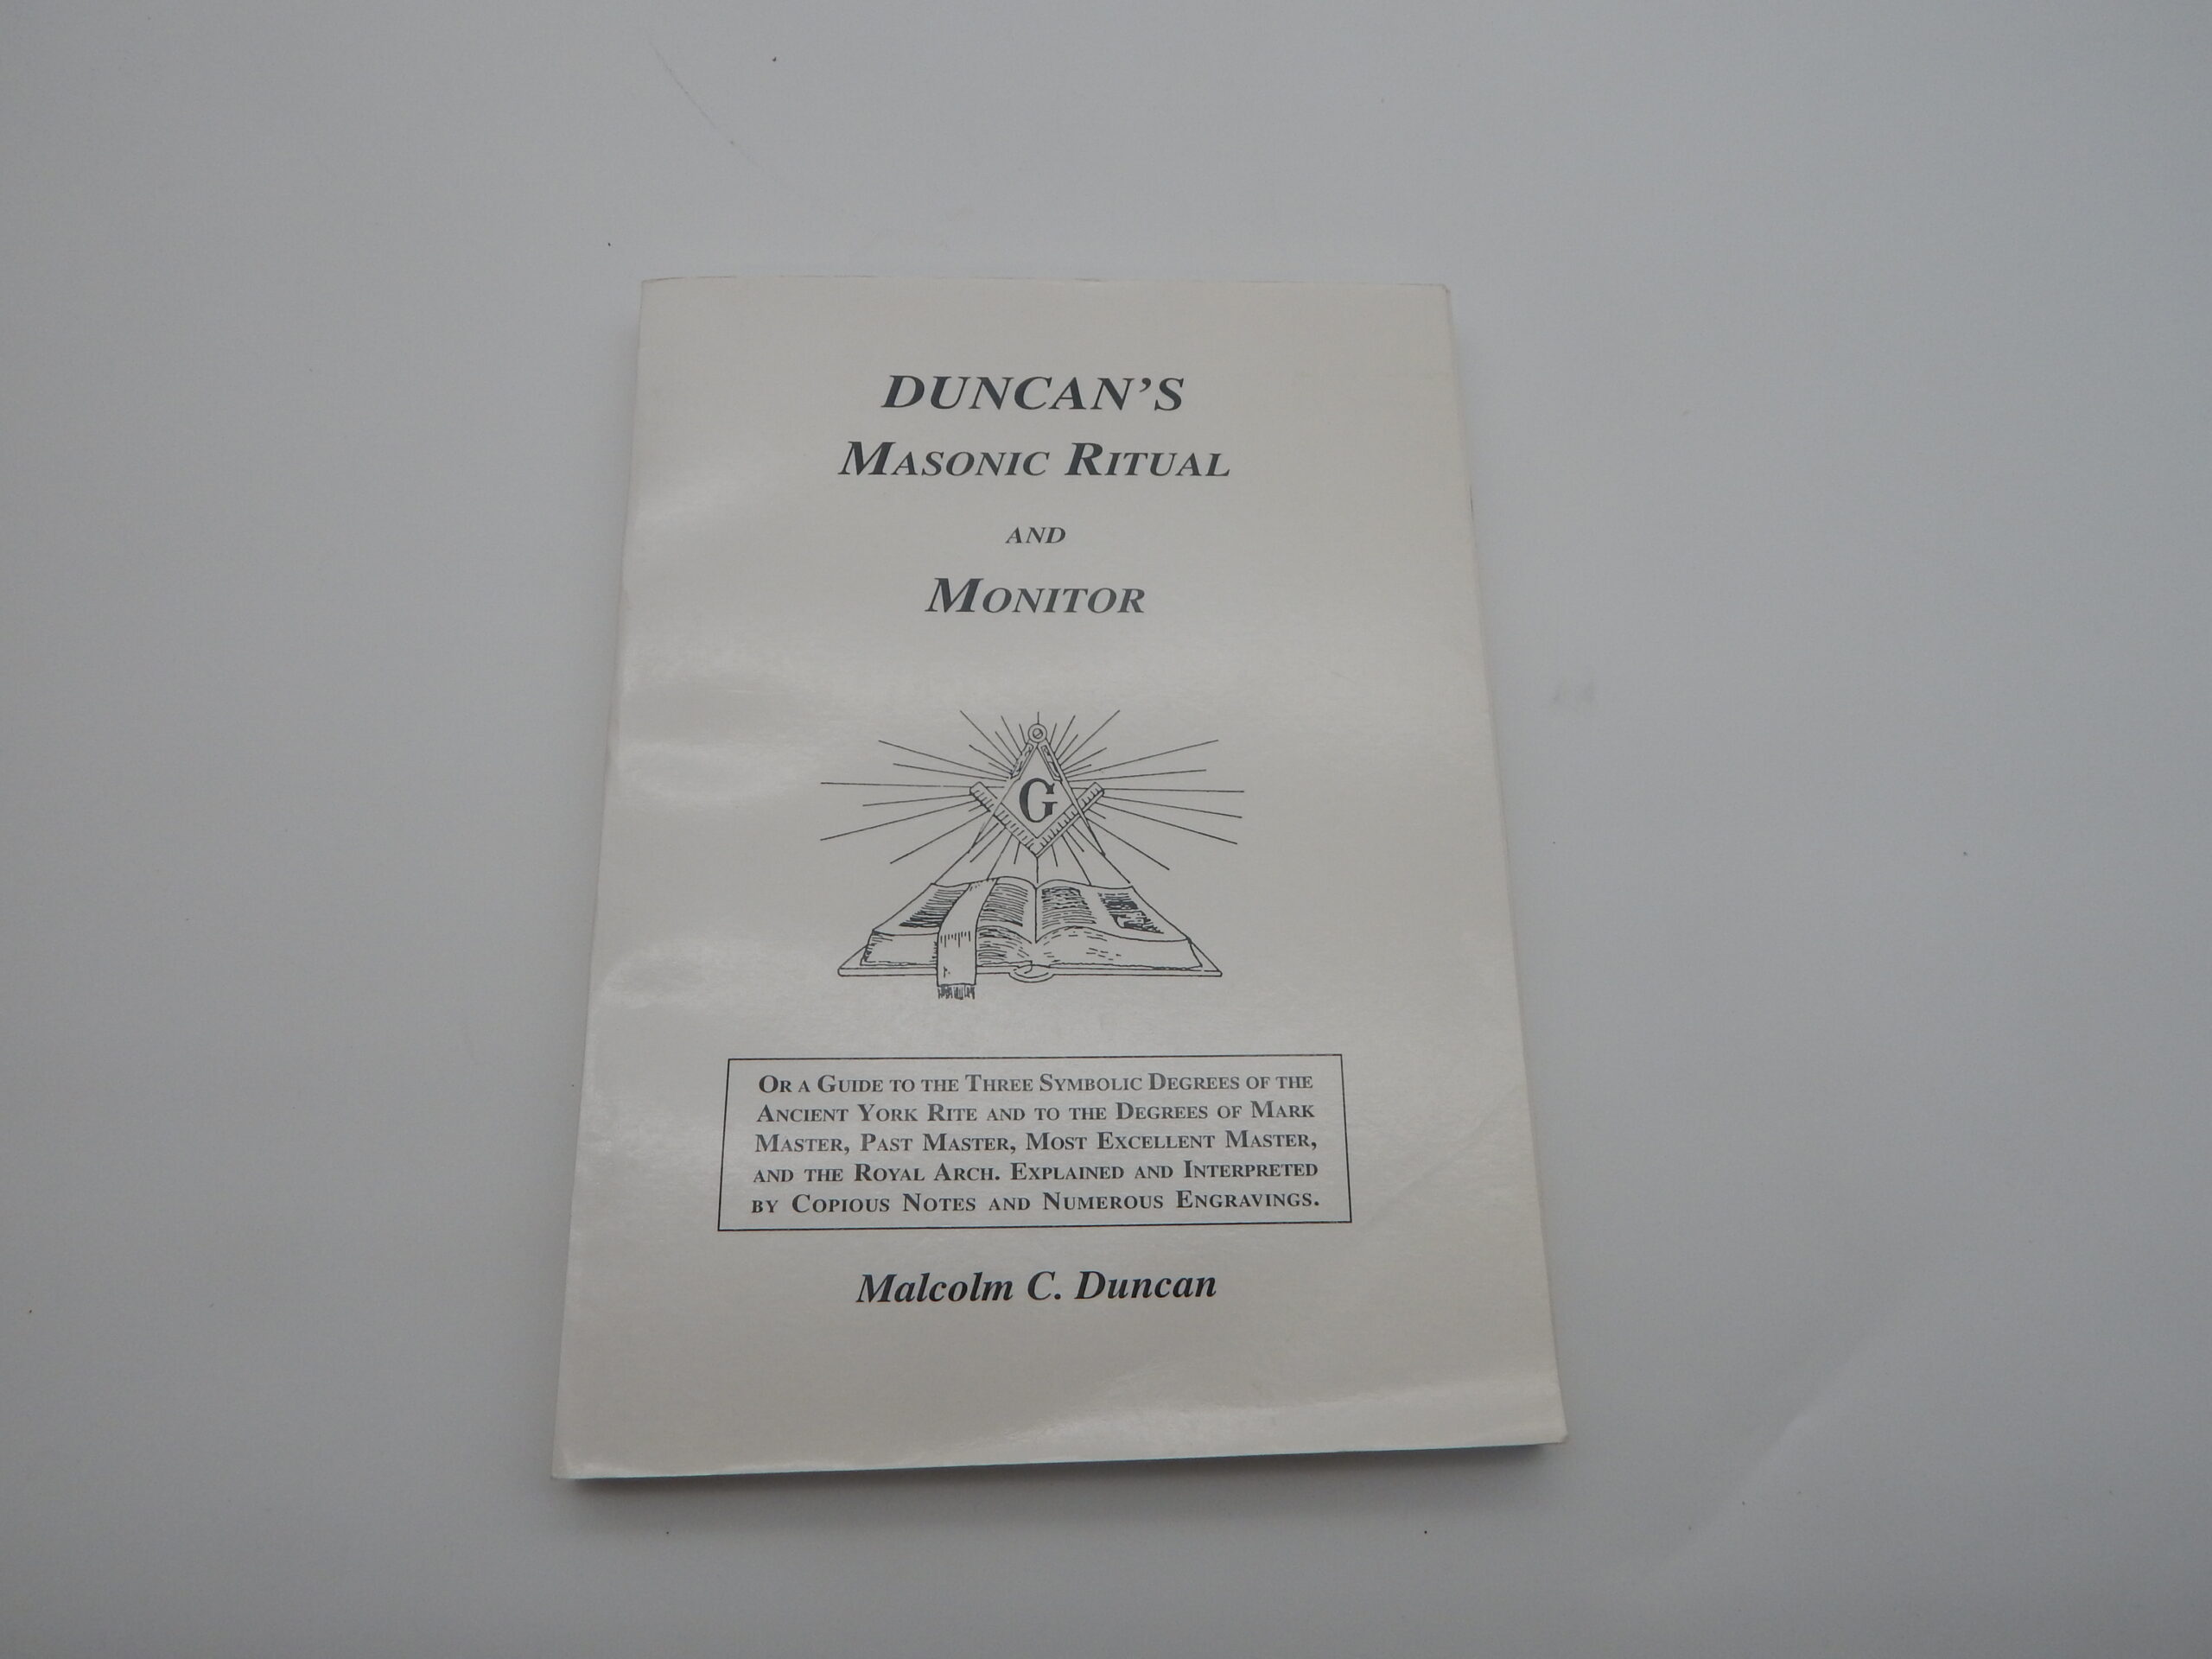 DUNCAN'S
MASONIC RITUAL
AND
MONITOR
G
OR A GUIDE TO THE THREE SYMBOLIC DEGREES OF THE
ANCIENT YORK RITE AND TO THE DEGREES OF MARK
MASTER, PAST MASTER, MOST EXCELLENT MASTER,
AND THE ROYAL ARCH. EXPLAINED AND INTERPRETED
BY COPIOUS NOTES AND NUMEROUS ENGRAVINGS.
Malcolm C. Duncan